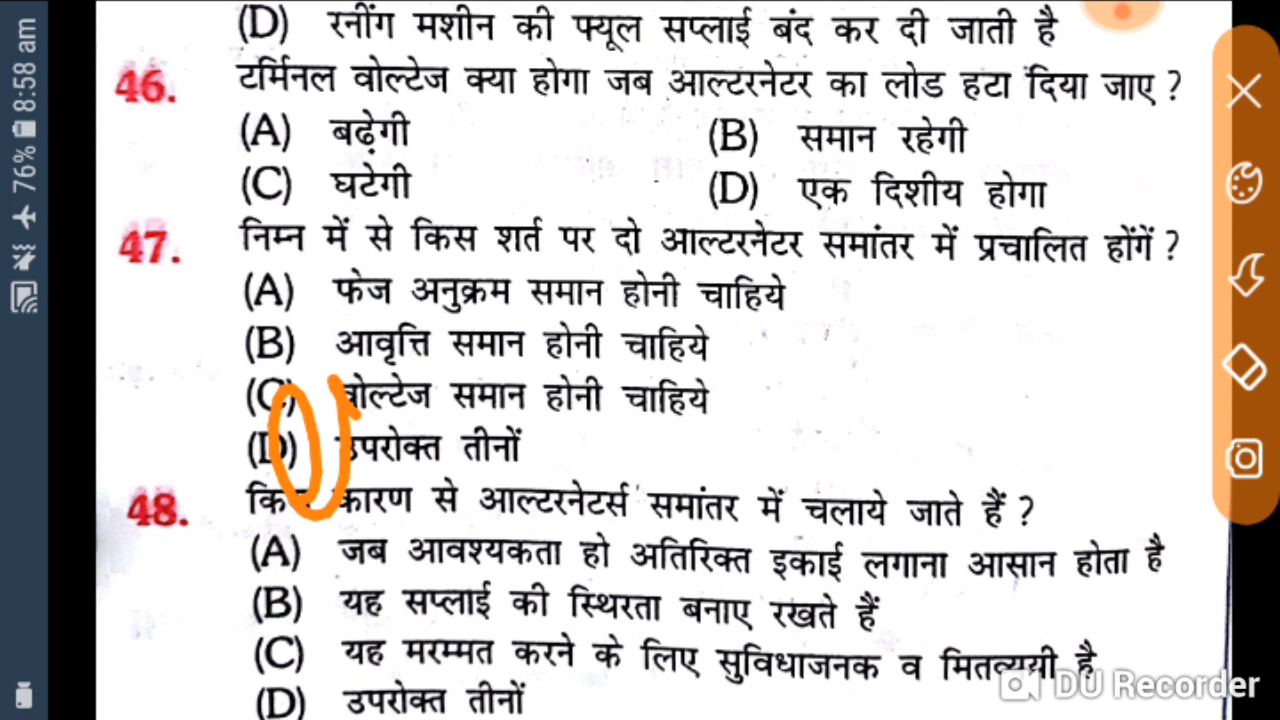 (D) रनींग मशीन की फ्यूल सप्लाई बंद कर दी जाती है
46. टर्मिनल वोल्टेज क्या होगा जब आल्टरनेटर का लोड हटा दिया जाए ?
(A) बढ़ेगी (B) समान रहेगी
(C) घटेगी (D) एक दिशीय होगा
47. निम्न में से किस शर्त पर दो आल्टरनेटर समांतर में प्रचालित होंगें ?
(A) फेज अनुक्रम समान होनी चाहिये
(B) आवृत्ति समान होनी चाहिये
(C) वोल्टेज समान होनी चाहिये
(D) उपरोक्त तीनों
48. किस कारण से आल्टरनेटर्स समांतर में चलाये जाते हैं ?
(A) जब आवश्यकता हो अतिरिक्त इकाई लगाना आसान होता है
(B) यह सप्लाई की स्थिरता बनाए रखते हैं
(C) यह मरम्मत करने के लिए सुविधाजनक व मितव्ययी है
(D) उपरोक्त तीनों
76% 8:58 am
DU Recorder